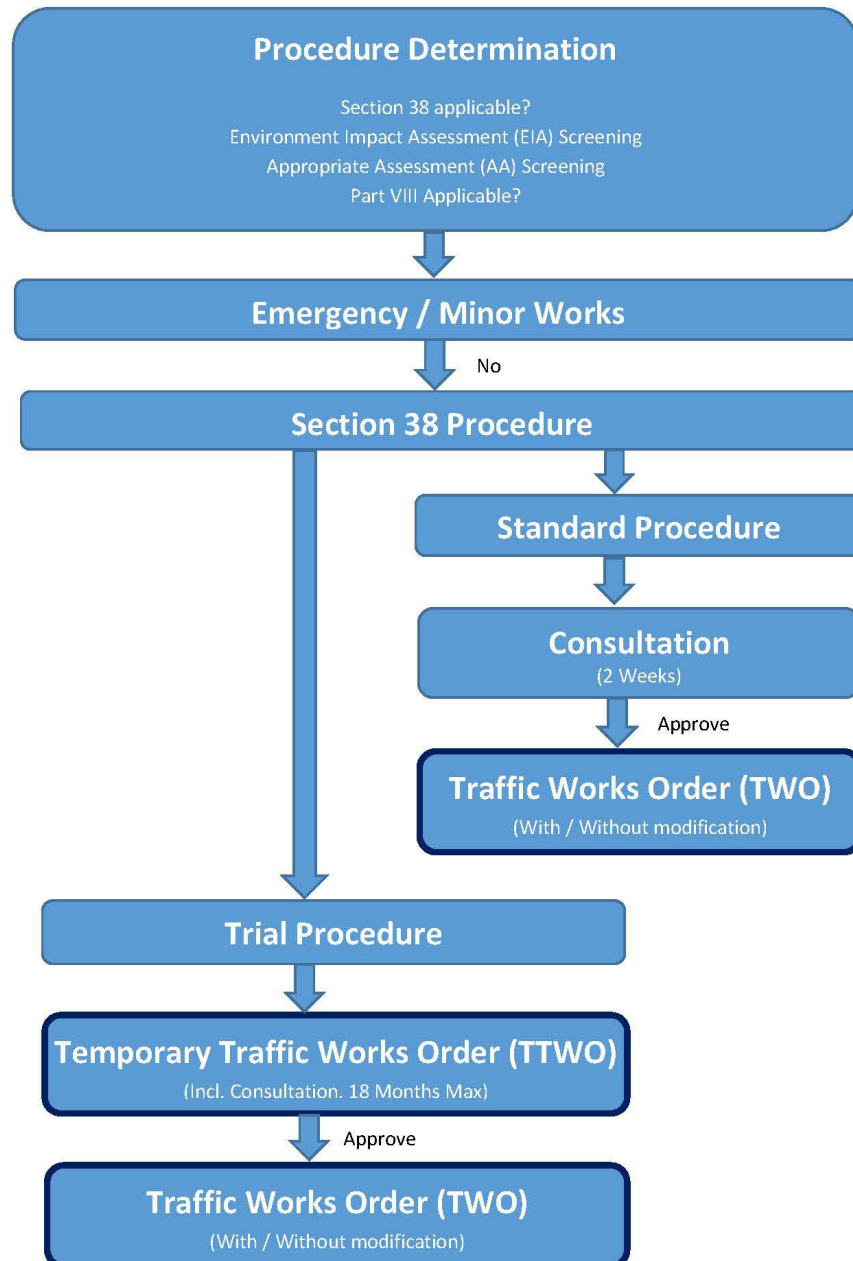 Procedure Determination
Section 38 applicable?
Environment Impact Assessment (EIA) Screening
Appropriate Assessment (AA) Screening
Part VIII Applicable?
Emergency / Minor Works
No
Section 38 Procedure
Standard Procedure
Consultation
(2 Weeks)
Approve
Traffic Works Order (TWO)
(With / Without modification)
Trial Procedure
Temporary Traffic Works Order (TTWO)
(Incl. Consultation. 18 Months Max)
Approve
Traffic Works Order (TWO)
(With / Without modification)